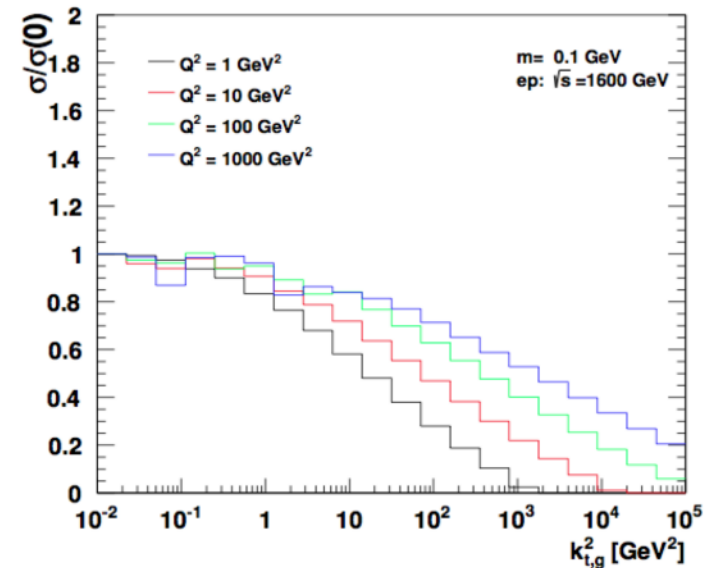 σ/σ(0)
2
1.8
1.6
1.4
1.2
1
0.8
0.6
0.4
0.2
0
Q² = 1 GeV²
Q² = 10 GeV²
Q² = 100 GeV²
Q² = 1000 GeV²
m= 0.1 GeV
ep: √s =1600 GeV
10⁻² 10⁻¹ 1 10 10² 10³ 10⁴ 10⁵
k²t,g [GeV²]